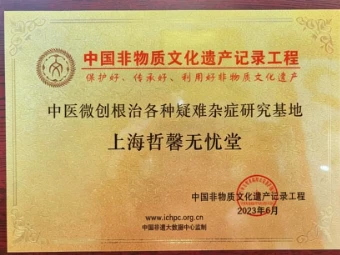 中国非物质文化遗产记录工程
保护好、传承好、利用好非物质文化遗产
中医微创根治各种疑难杂症研究基地
上海哲馨无忧堂
中国非物质文化遗产记录工程
2023年6月
www.ichpc.org.cn
中国非遗大数据中心监制